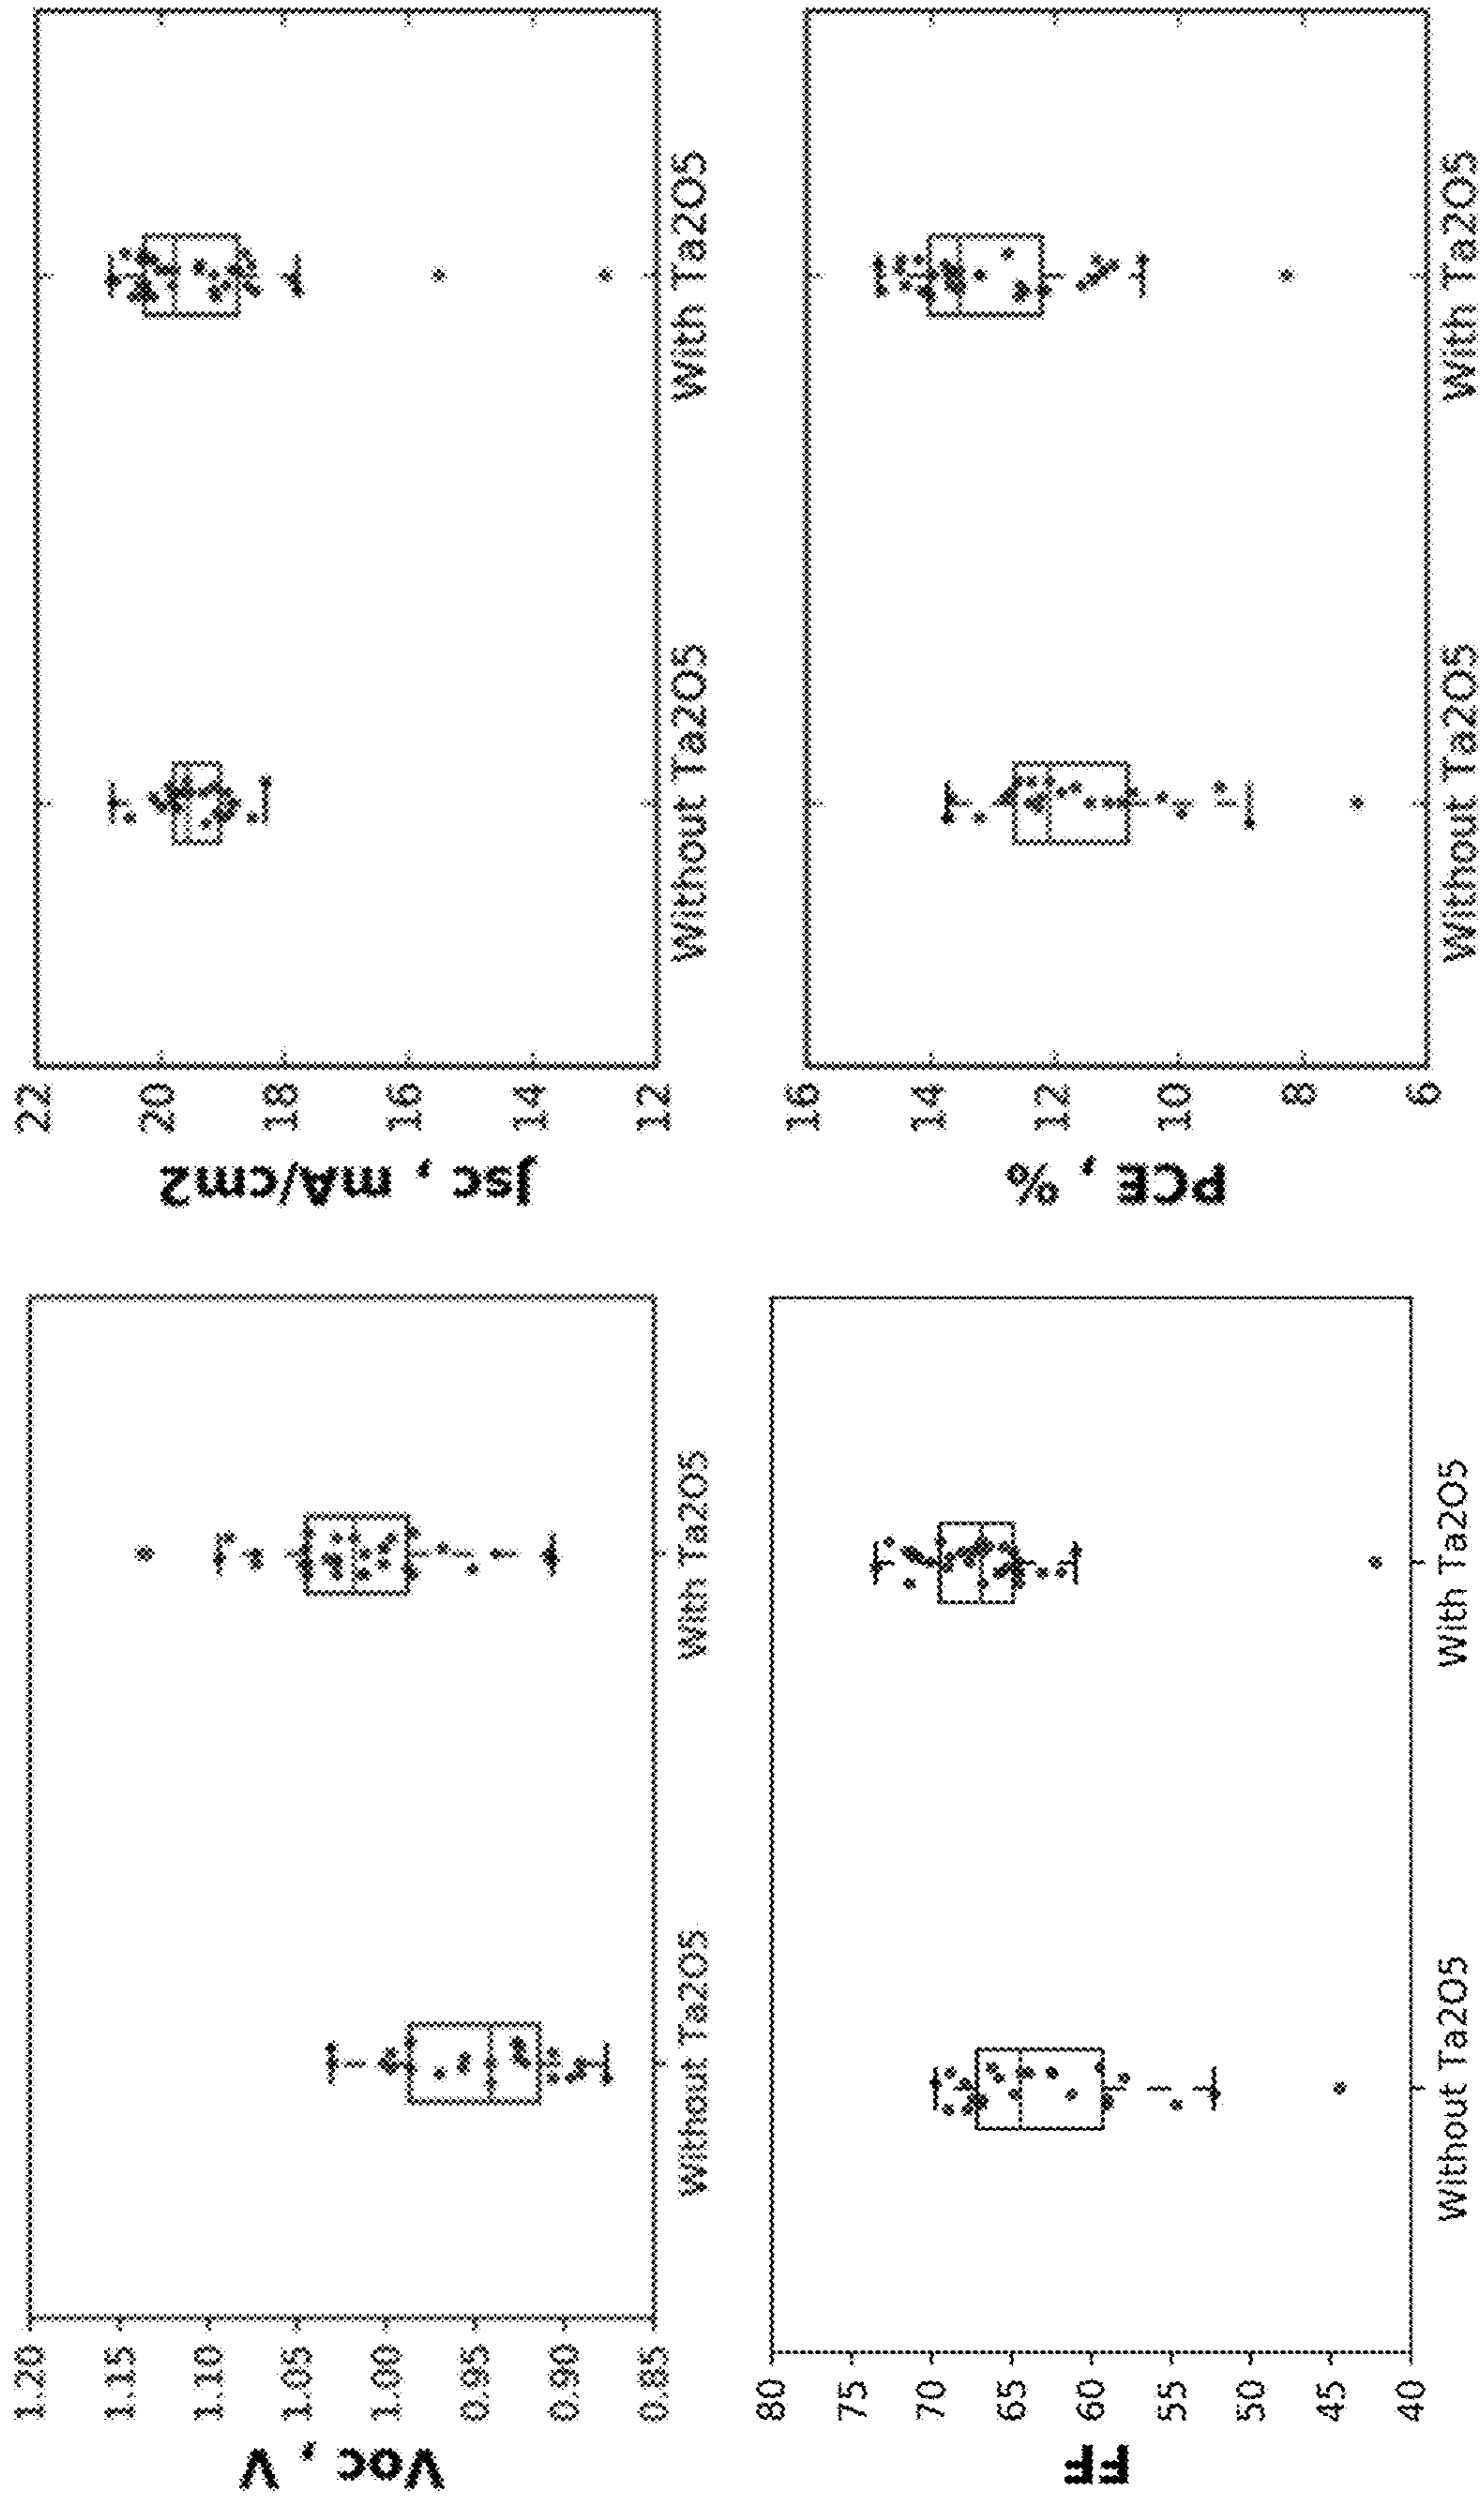 Voc , V
1.20
1.15
1.10
1.05
1.00
0.95
0.90
0.85
Without Ta2O5
With Ta2O5
Jsc , mA/cm2
22
20
18
16
14
12
Without Ta2O5
With Ta2O5
FF
80
75
70
65
60
55
50
45
40
Without Ta2O5
With Ta2O5
PCE , %
16
14
12
10
8
6
Without Ta2O5
With Ta2O5